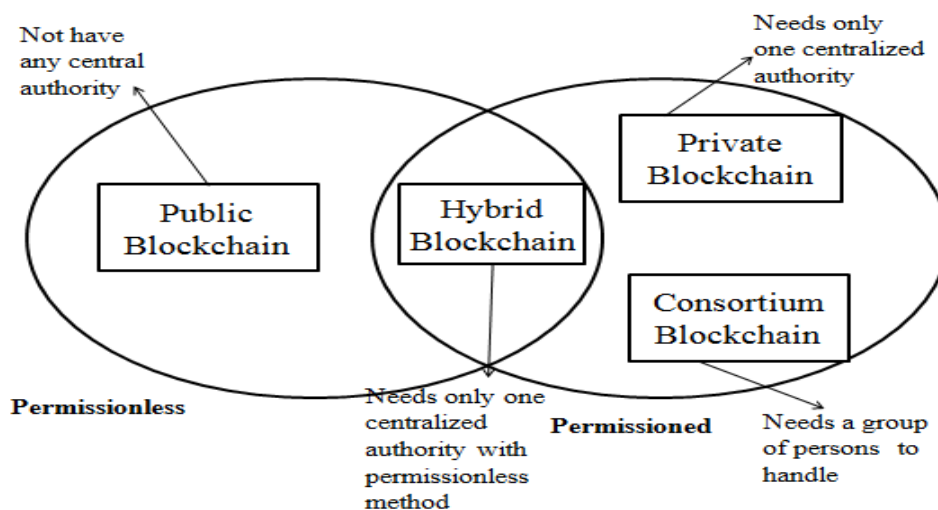 Not have
any central
authority
Needs only
one centralized
authority
Public
Blockchain
Hybrid
Blockchain
Private
Blockchain
Consortium
Blockchain
Permissionless
Needs only one
centralized
authority with
permissionless
method
Permissioned
Needs a group
of persons to
handle